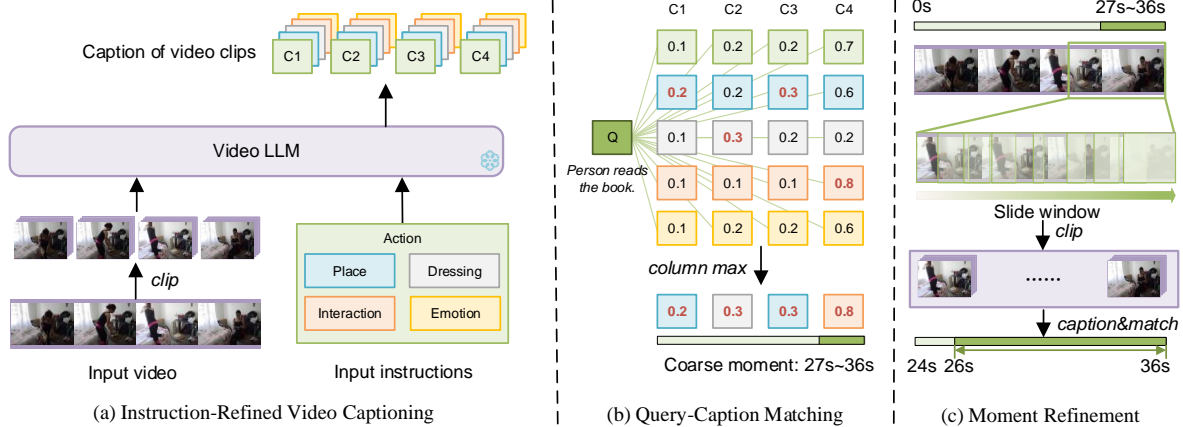 Caption of video clips
C1 C2 C3 C4
Video LLM
clip
Input video
Action
Place Dressing
Interaction Emotion
Input instructions
(a) Instruction-Refined Video Captioning
C1 C2 C3 C4
0.1 0.2 0.2 0.7
0.2 0.2 0.3 0.6
Q
0.1 0.3 0.2 0.2
Person reads
the book.
0.1 0.1 0.1 0.8
0.1 0.2 0.2 0.6
column max
0.2 0.3 0.3 0.8
Coarse moment: 27s~36s
(b) Query-Caption Matching
0s 27s~36s
Slide window
clip
......
caption&match
24s 26s 36s
(c) Moment Refinement